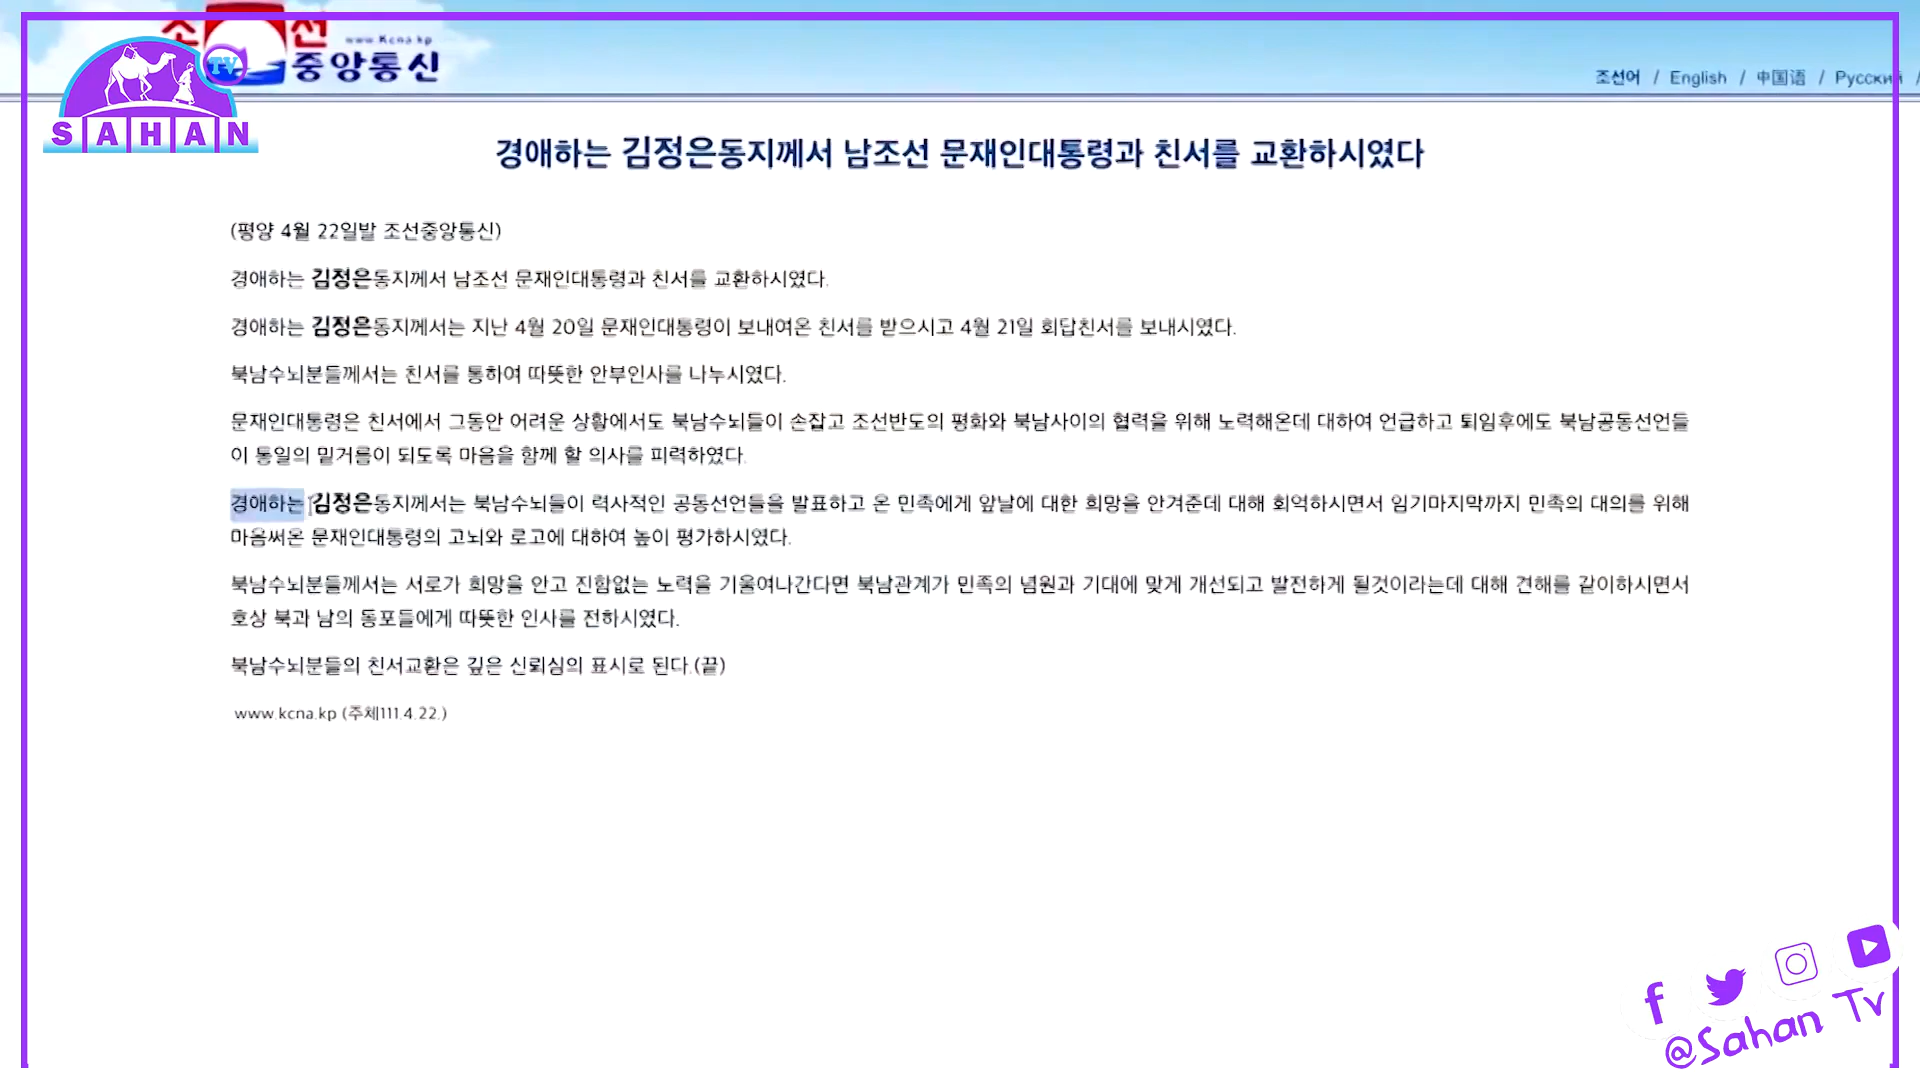 조선
www.Kcna.kp
중앙통신
TV
SAHAN
조선어 / English / 中国语 / Русский /
경애하는 김정은동지께서 남조선 문재인대통령과 친서를 교환하시였다
(평양 4월 22일발 조선중앙통신)
경애하는 김정은동지께서 남조선 문재인대통령과 친서를 교환하시였다.
경애하는 김정은동지께서는 지난 4월 20일 문재인대통령이 보내여온 친서를 받으시고 4월 21일 회답친서를 보내시였다.
북남수뇌분들께서는 친서를 통하여 따뜻한 안부인사를 나누시였다.
문재인대통령은 친서에서 그동안 어려운 상황에서도 북남수뇌들이 손잡고 조선반도의 평화와 북남사이의 협력을 위해 노력해온데 대하여 언급하고 퇴임후에도 북남공동선언들
이 통일의 밑거름이 되도록 마음을 함께 할 의사를 피력하였다.
경애하는 김정은동지께서는 북남수뇌들이 력사적인 공동선언들을 발표하고 온 민족에게 앞날에 대한 희망을 안겨준데 대해 회억하시면서 임기마지막까지 민족의 대의를 위해
마음써온 문재인대통령의 고뇌와 로고에 대하여 높이 평가하시였다.
북남수뇌분들께서는 서로가 희망을 안고 진함없는 노력을 기울여나간다면 북남관계가 민족의 념원과 기대에 맞게 개선되고 발전하게 될것이라는데 대해 견해를 같이하시면서
호상 북과 남의 동포들에게 따뜻한 인사를 전하시였다.
북남수뇌분들의 친서교환은 깊은 신뢰심의 표시로 된다.(끝)
www.kcna.kp (주체111.4.22.)
@Sahan Tv